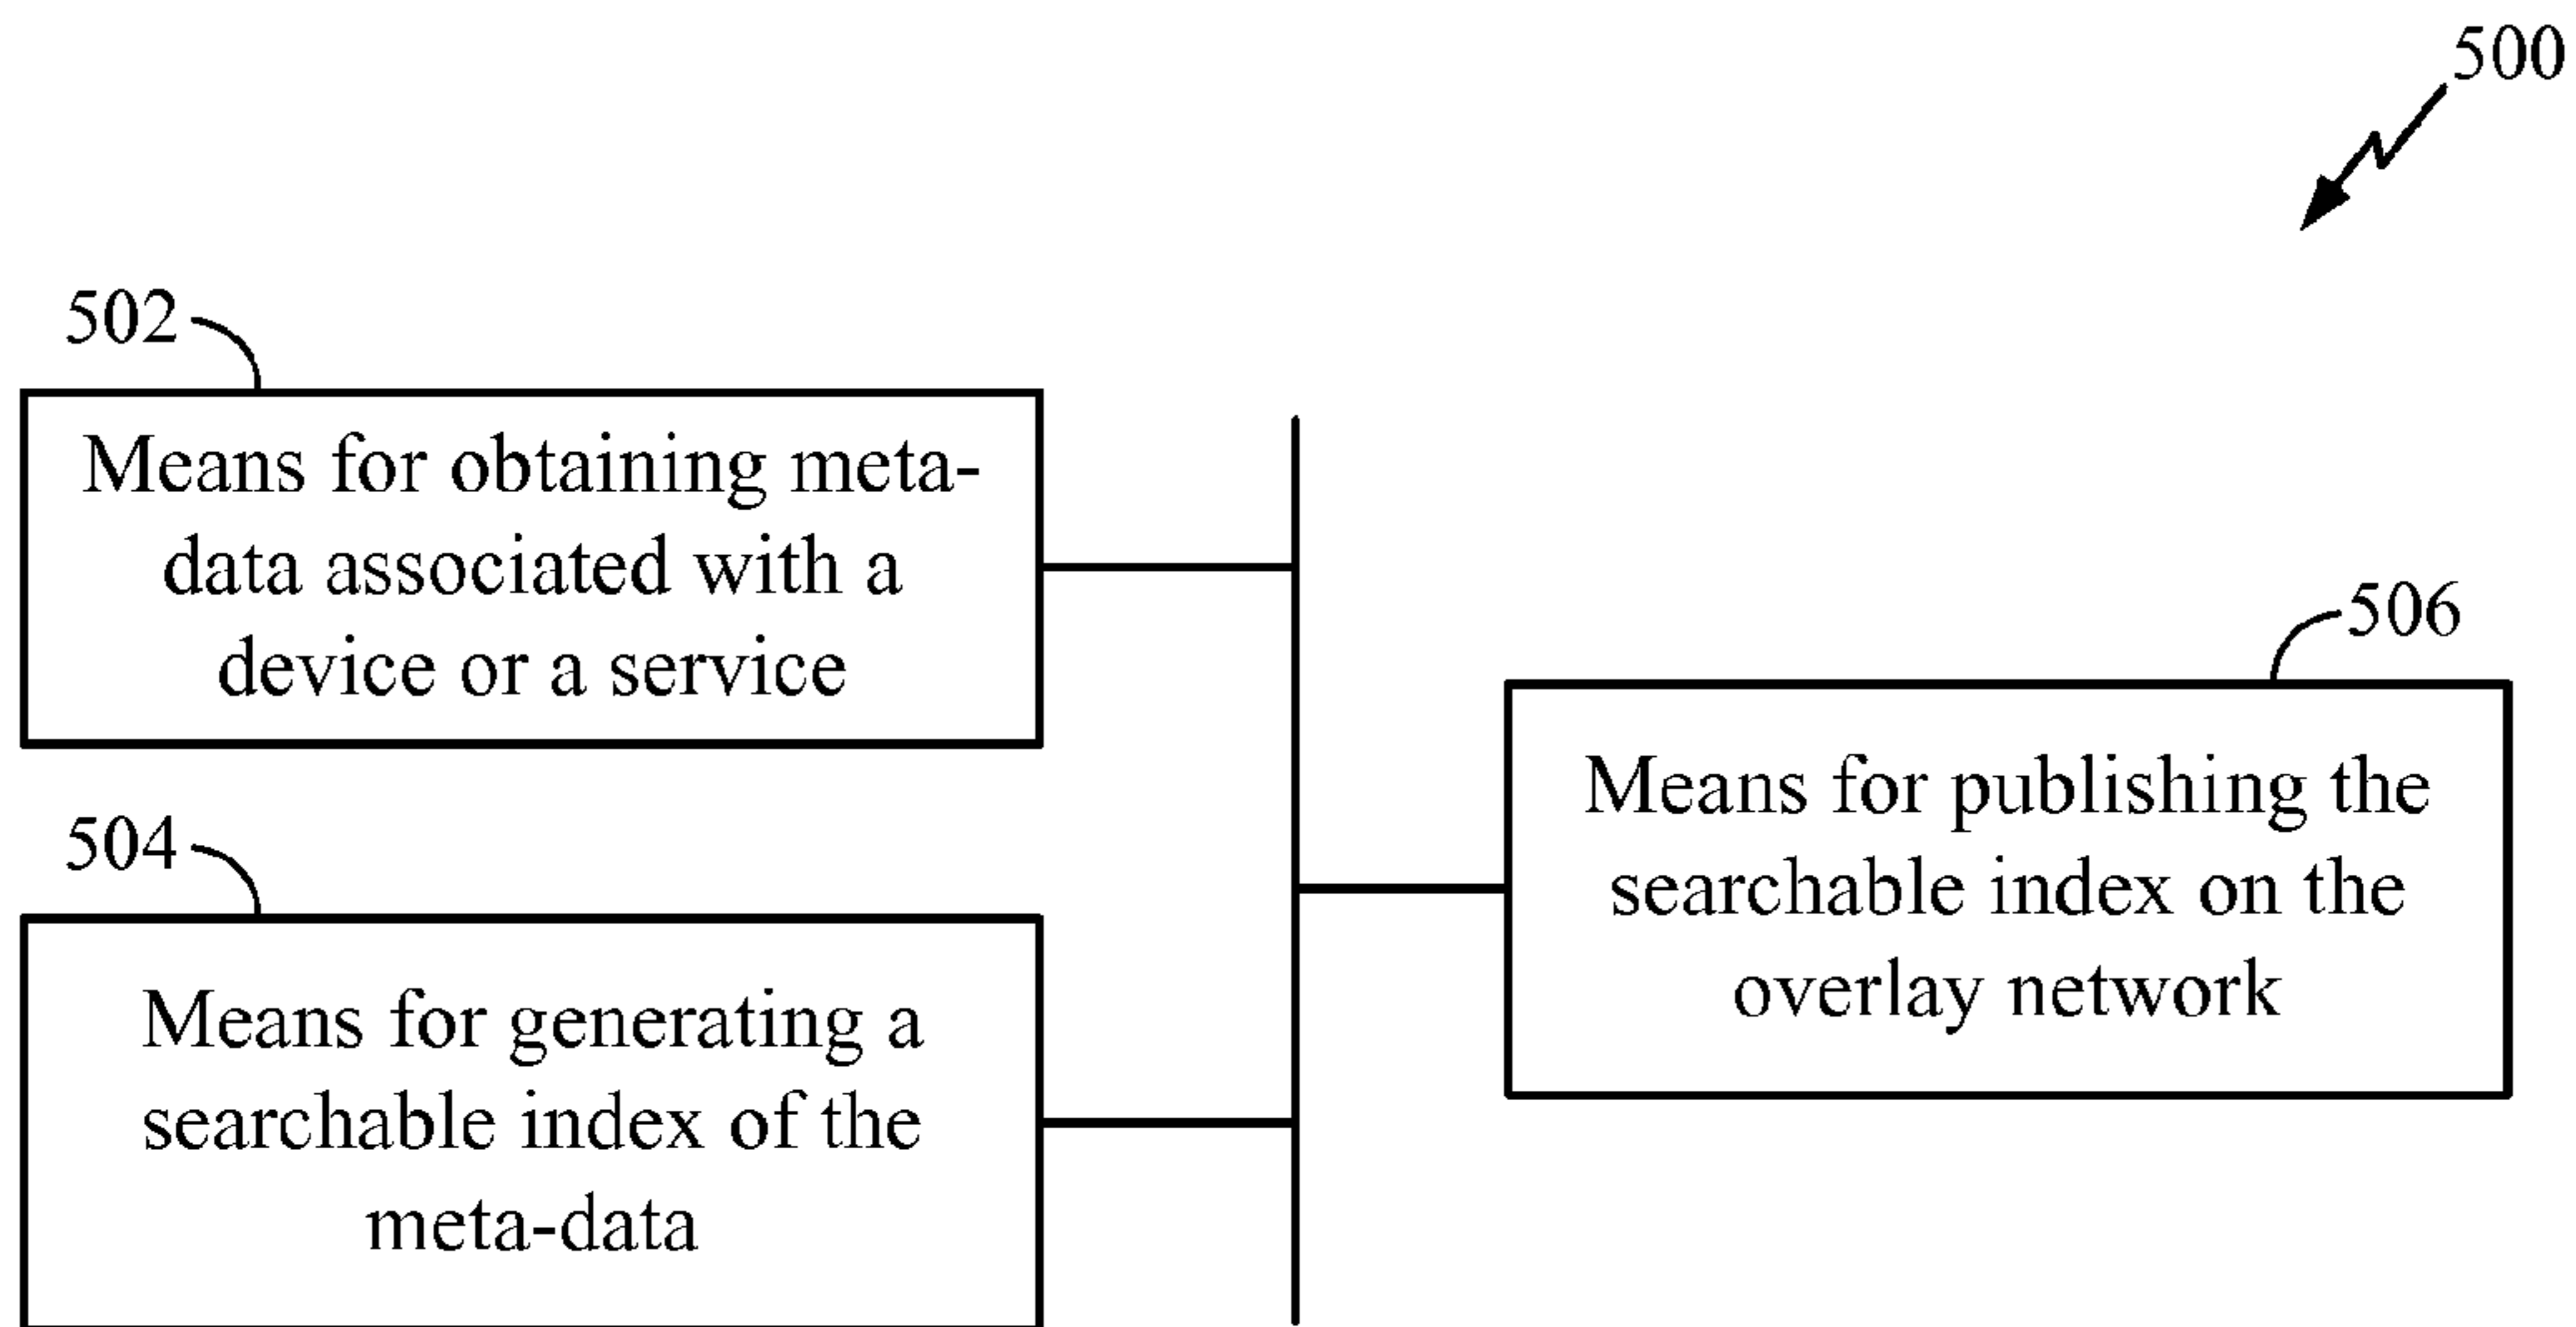 500
502
Means for obtaining meta-
data associated with a
device or a service
504
Means for generating a
searchable index of the
meta-data
506
Means for publishing the
searchable index on the
overlay network